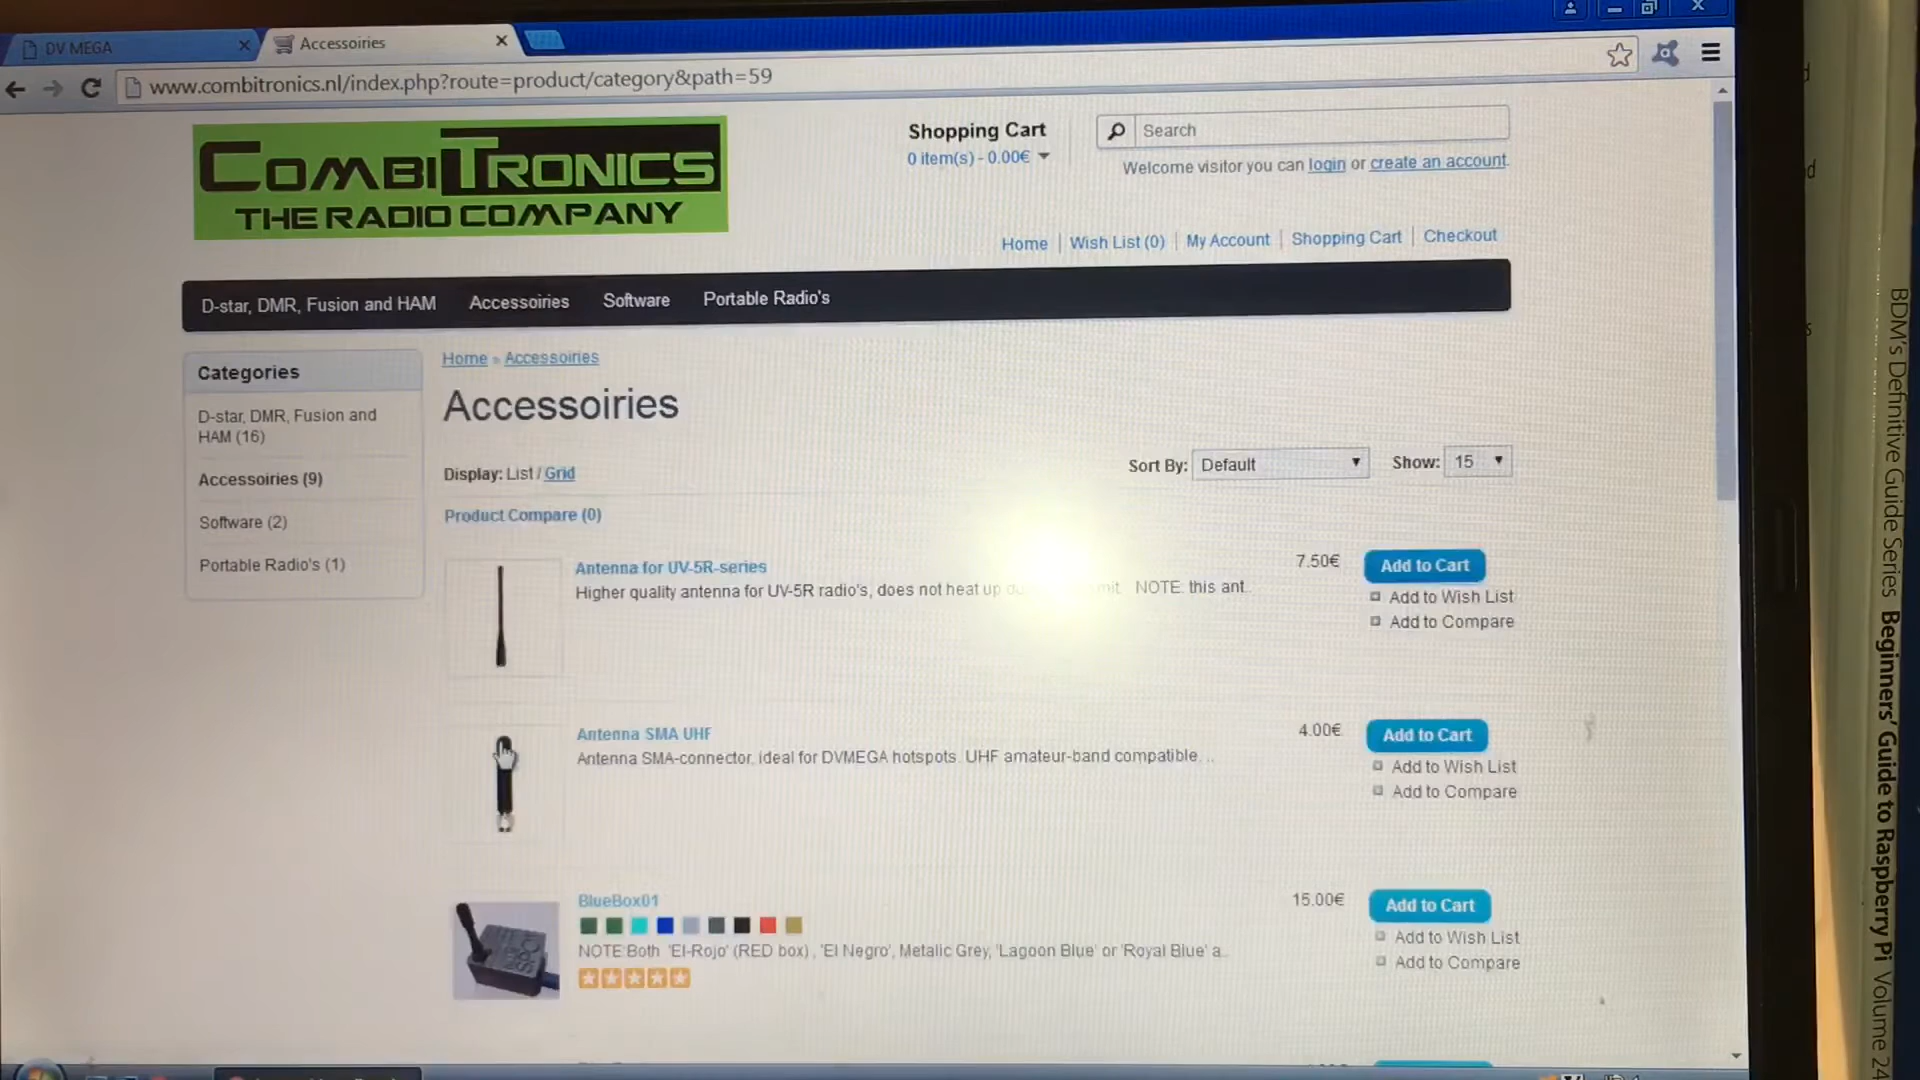 DV MEGA
Accessoiries
www.combitronics.nl/index.php?route=product/category&path=59
COMBITRONICS
THE RADIO COMPANY
Shopping Cart
0 item(s) - 0.00€
Search
Welcome visitor you can login or create an account.
Home
Wish List (0)
My Account
Shopping Cart
Checkout
D-star, DMR, Fusion and HAM
Accessoiries
Software
Portable Radio's
Categories
D-star, DMR, Fusion and
HAM (16)
Accessoiries (9)
Software (2)
Portable Radio's (1)
Home » Accessoiries
Accessoiries
Display: List / Grid
Sort By: Default
Show: 15
Product Compare (0)
Antenna for UV-5R-series
Higher quality antenna for UV-5R radio's, does not heat up NOTE: this ant..
7.50€
Add to Cart
Add to Wish List
Add to Compare
Antenna SMA UHF
Antenna SMA-connector, ideal for DVMEGA hotspots. UHF amateur-band compatible. ..
4.00€
Add to Cart
Add to Wish List
Add to Compare
BlueBox01
NOTE:Both 'El-Rojo' (RED box) , 'El Negro', Metalic Grey, 'Lagoon Blue' or 'Royal Blue' a..
15.00€
Add to Cart
Add to Wish List
Add to Compare
BDM's Definitive Guide Series Beginners' Guide to Raspberry Pi Volume 24